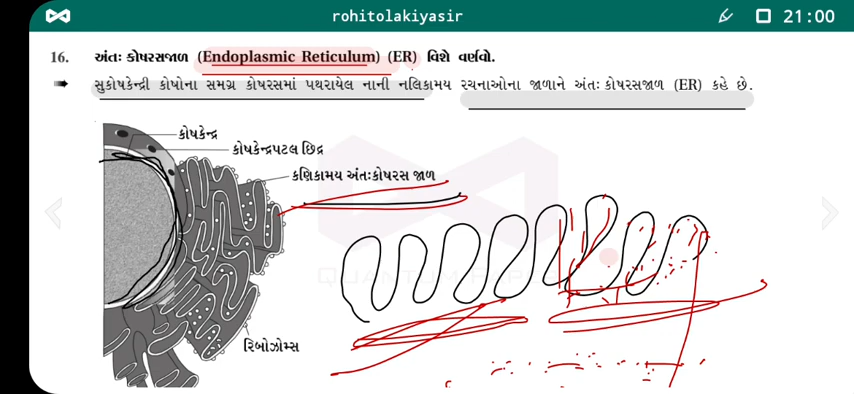 rohitolakiyasir
21:00
16. અંતઃ કોષરસજાળ (Endoplasmic Reticulum) (ER) વિશે વર્ણવો.
સુકોષકેન્દ્રી કોષોના સમગ્ર કોષરસમાં પથરાયેલ નાની નલિકામય રચનાઓના જાળાને અંતઃ કોષરસજાળ (ER) કહે છે.
કોષકેન્દ્ર
કોષકેન્દ્રપટલ છિદ્ર
કણિકામય અંતઃકોષરસ જાળ
રિબોઝોમ્સ